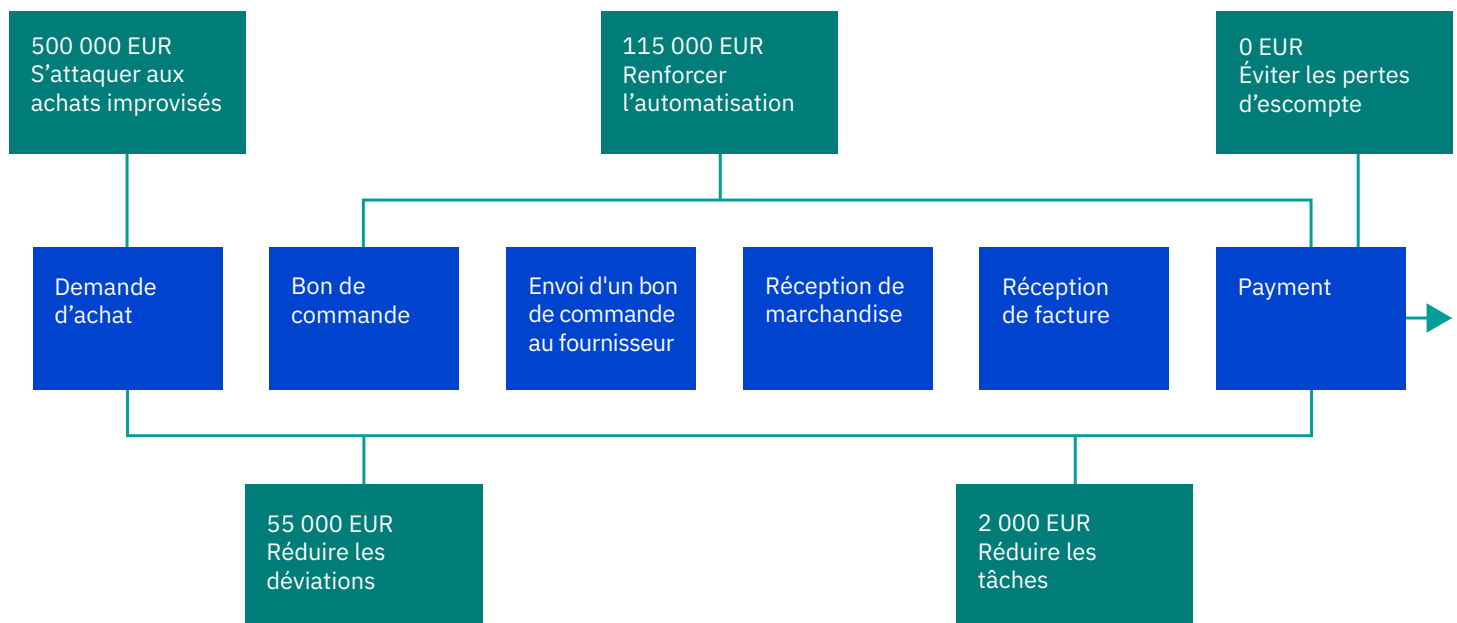 500 000 EUR
S’attaquer aux
achats improvisés
115 000 EUR
Renforcer
l’automatisation
0 EUR
Éviter les pertes
d’escompte
Demande
d’achat
Bon de
commande
Envoi d'un bon
de commande
au fournisseur
Réception de
marchandise
Réception
de facture
Payment
55 000 EUR
Réduire les
déviations
2 000 EUR
Réduire les
tâches